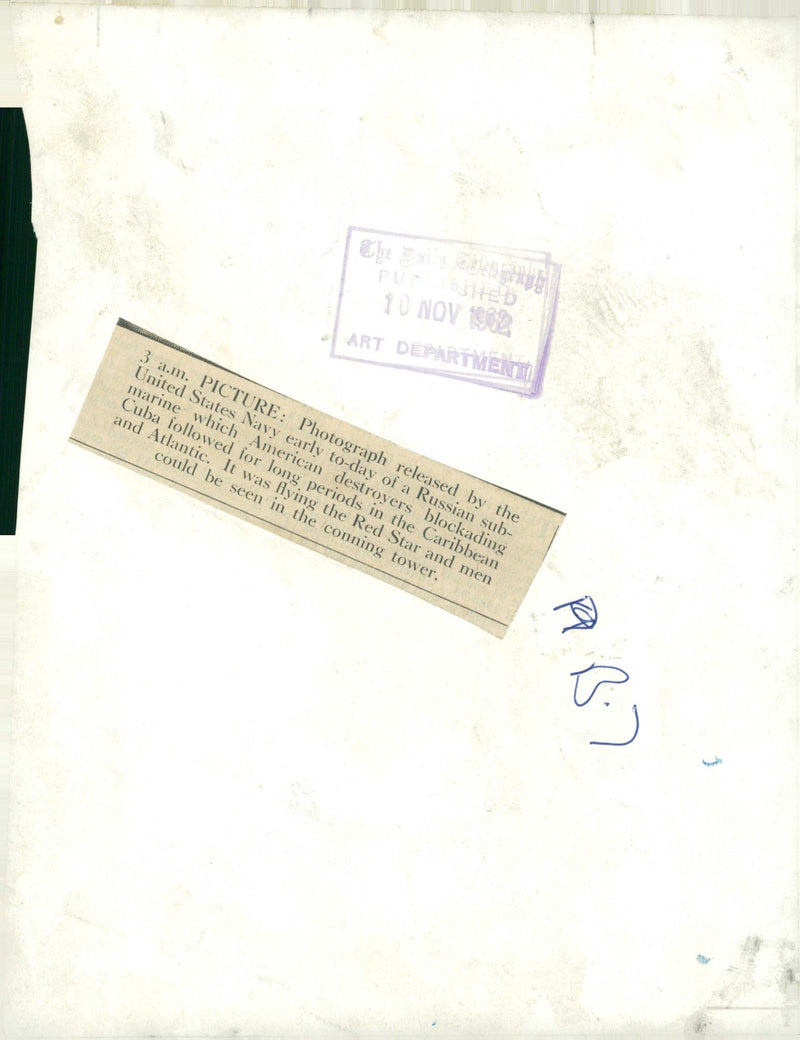 The Daily Telegraph
PUBLISHED
10 NOV 1962
ART DEPARTMENT
3 a.m. PICTURE: Photograph released by the
United States Navy early to-day of a Russian sub-
marine which American destroyers blockading
Cuba followed for long periods in the Caribbean
and Atlantic. It was flying the Red Star and men
could be seen in the conning tower.